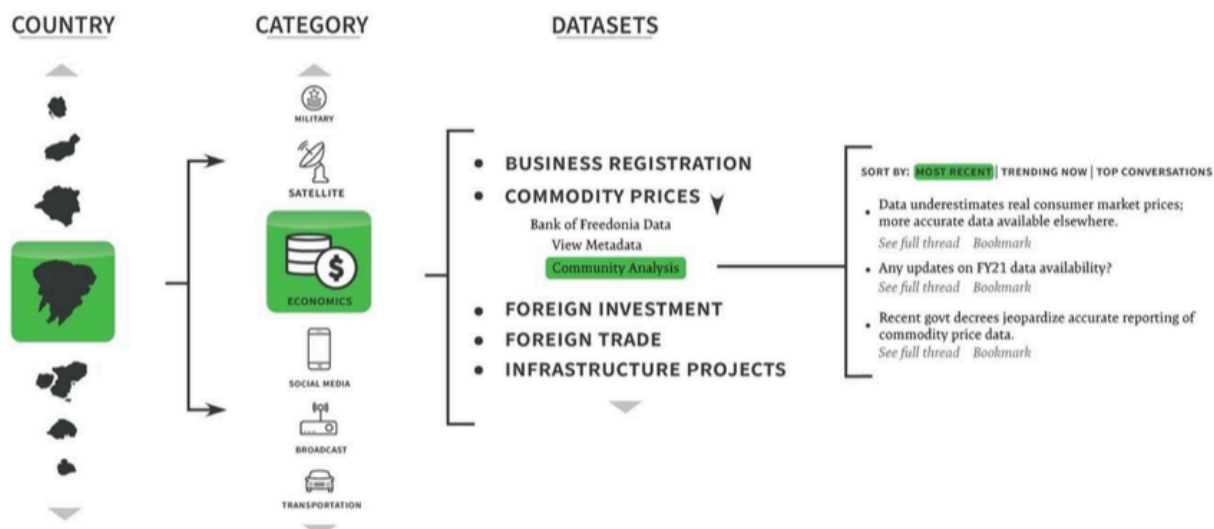 COUNTRY
CATEGORY
DATASETS
MILITARY
SATELLITE
ECONOMICS
SOCIAL MEDIA
BROADCAST
TRANSPORTATION
BUSINESS REGISTRATION
COMMODITY PRICES
Bank of Freedonia Data
View Metadata
Community Analysis
FOREIGN INVESTMENT
FOREIGN TRADE
INFRASTRUCTURE PROJECTS
SORT BY: MOST RECENT | TRENDING NOW | TOP CONVERSATIONS
Data underestimates real consumer market prices;
more accurate data available elsewhere.
See full thread Bookmark
Any updates on FY21 data availability?
See full thread Bookmark
Recent govt decrees jeopardize accurate reporting of
commodity price data.
See full thread Bookmark